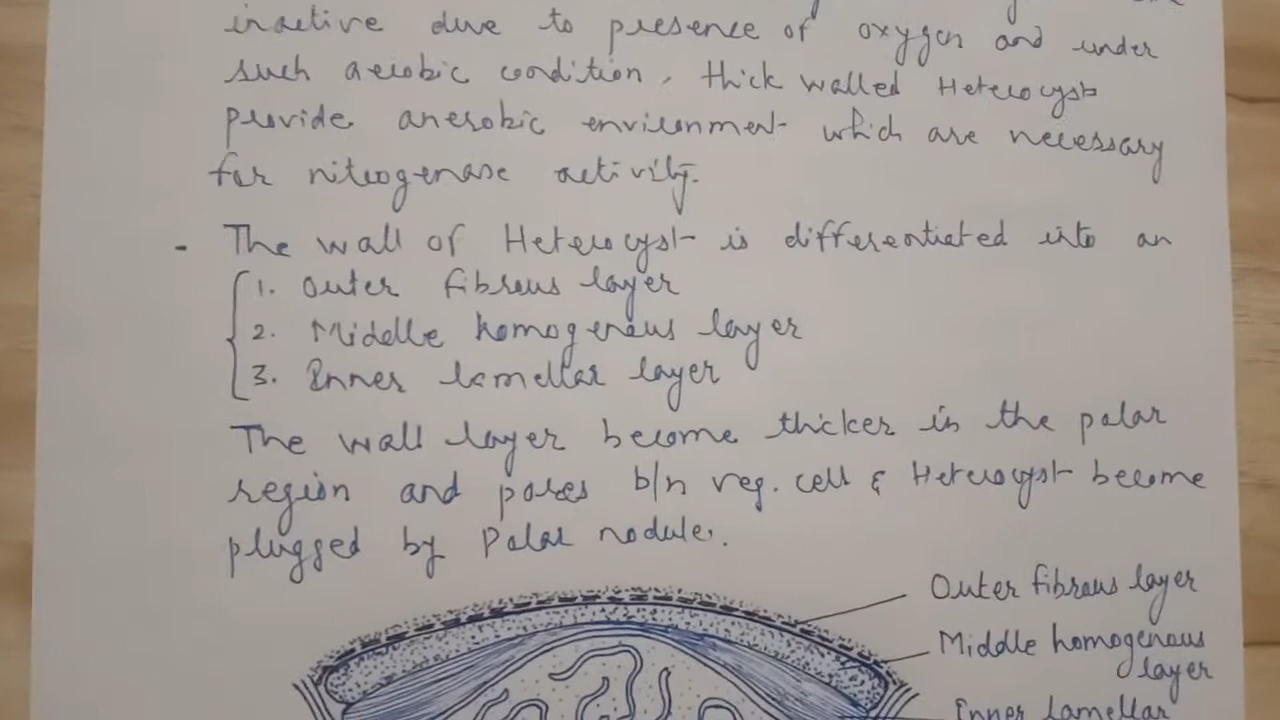 inactive due to presence of oxygen and under
such aerobic condition, thick walled Heterocyst
provide anerobic environment which are necessary
for nitrogenase activity.
- The wall of Heterocyst is differentiated into an
1. Outer fibrous layer
2. Middle homogenous layer
3. Inner lamellar layer
The wall layer become thicker in the polar
region and pores b/n veg. cell & Heterocyst become
plugged by Polar nodule.
Outer fibrous layer
Middle homogenous
layer
Inner lamellar